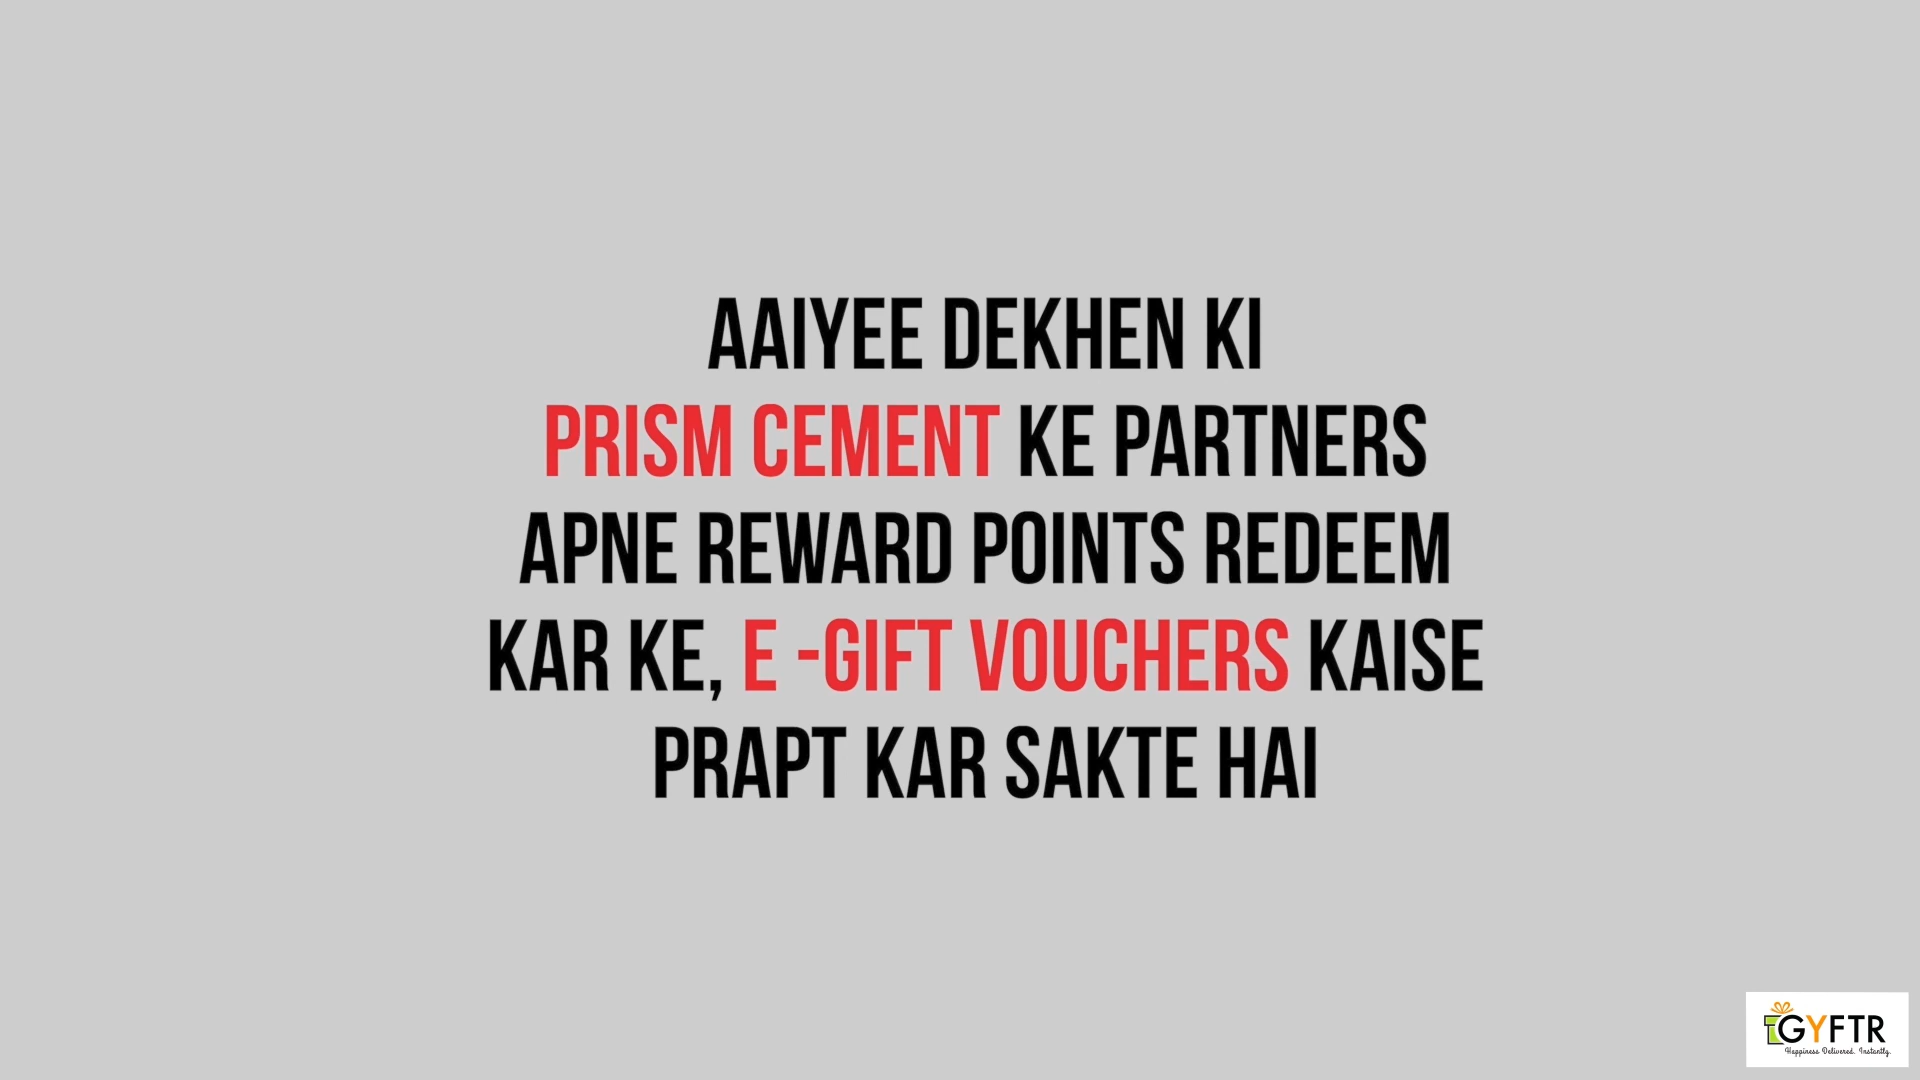 AAIYEE DEKHEN KI
PRISM CEMENT KE PARTNERS
APNE REWARD POINTS REDEEM
KAR KE, E -GIFT VOUCHERS KAISE
PRAPT KAR SAKTE HAI
GYFTR
Happiness Delivered. Instantly.